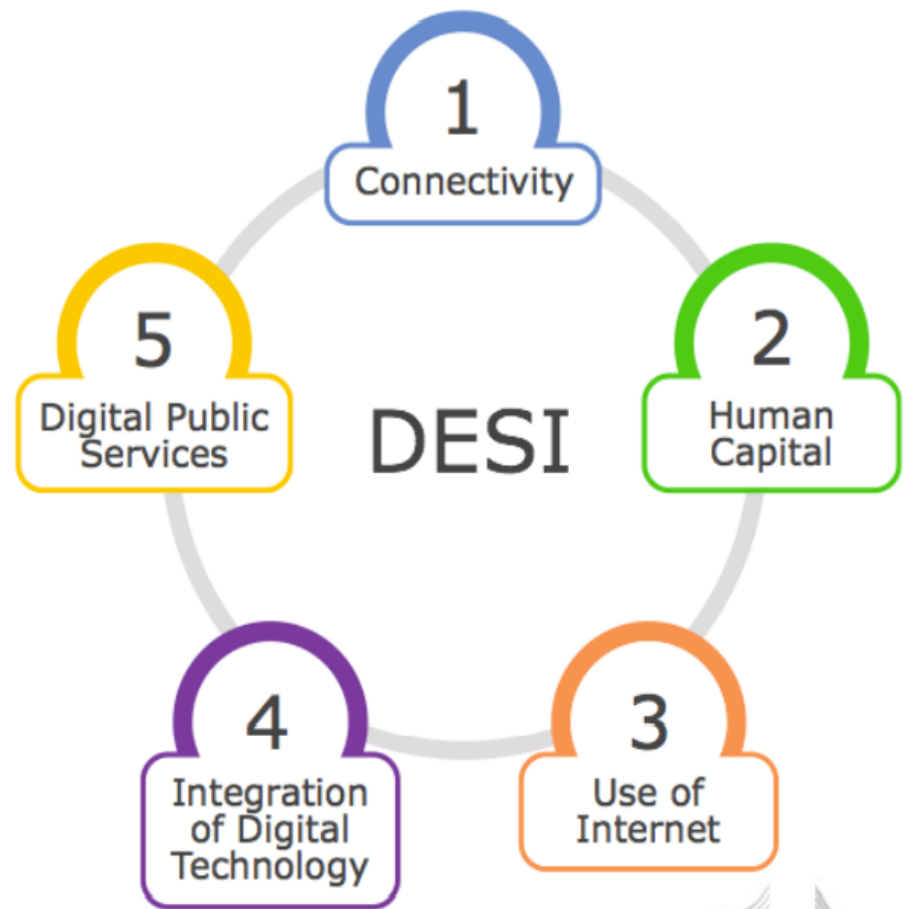 1
Connectivity
2
Human
Capital
3
Use of
Internet
4
Integration
of Digital
Technology
5
Digital Public
Services
DESI